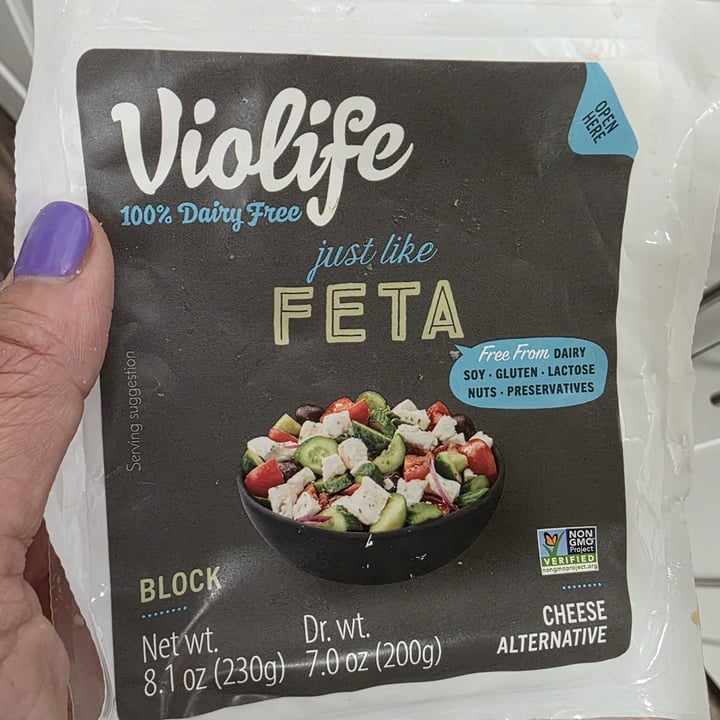 OPEN
HERE
Violife
100% Dairy Free
just like
FETA
Free From DAIRY
SOY · GLUTEN · LACTOSE
NUTS · PRESERVATIVES
Serving suggestion
NON
GMO
Project
VERIFIED
nongmoproject.org
BLOCK
CHEESE
ALTERNATIVE
Net wt.
8.1 oz (230g)
Dr. wt.
7.0 oz (200g)